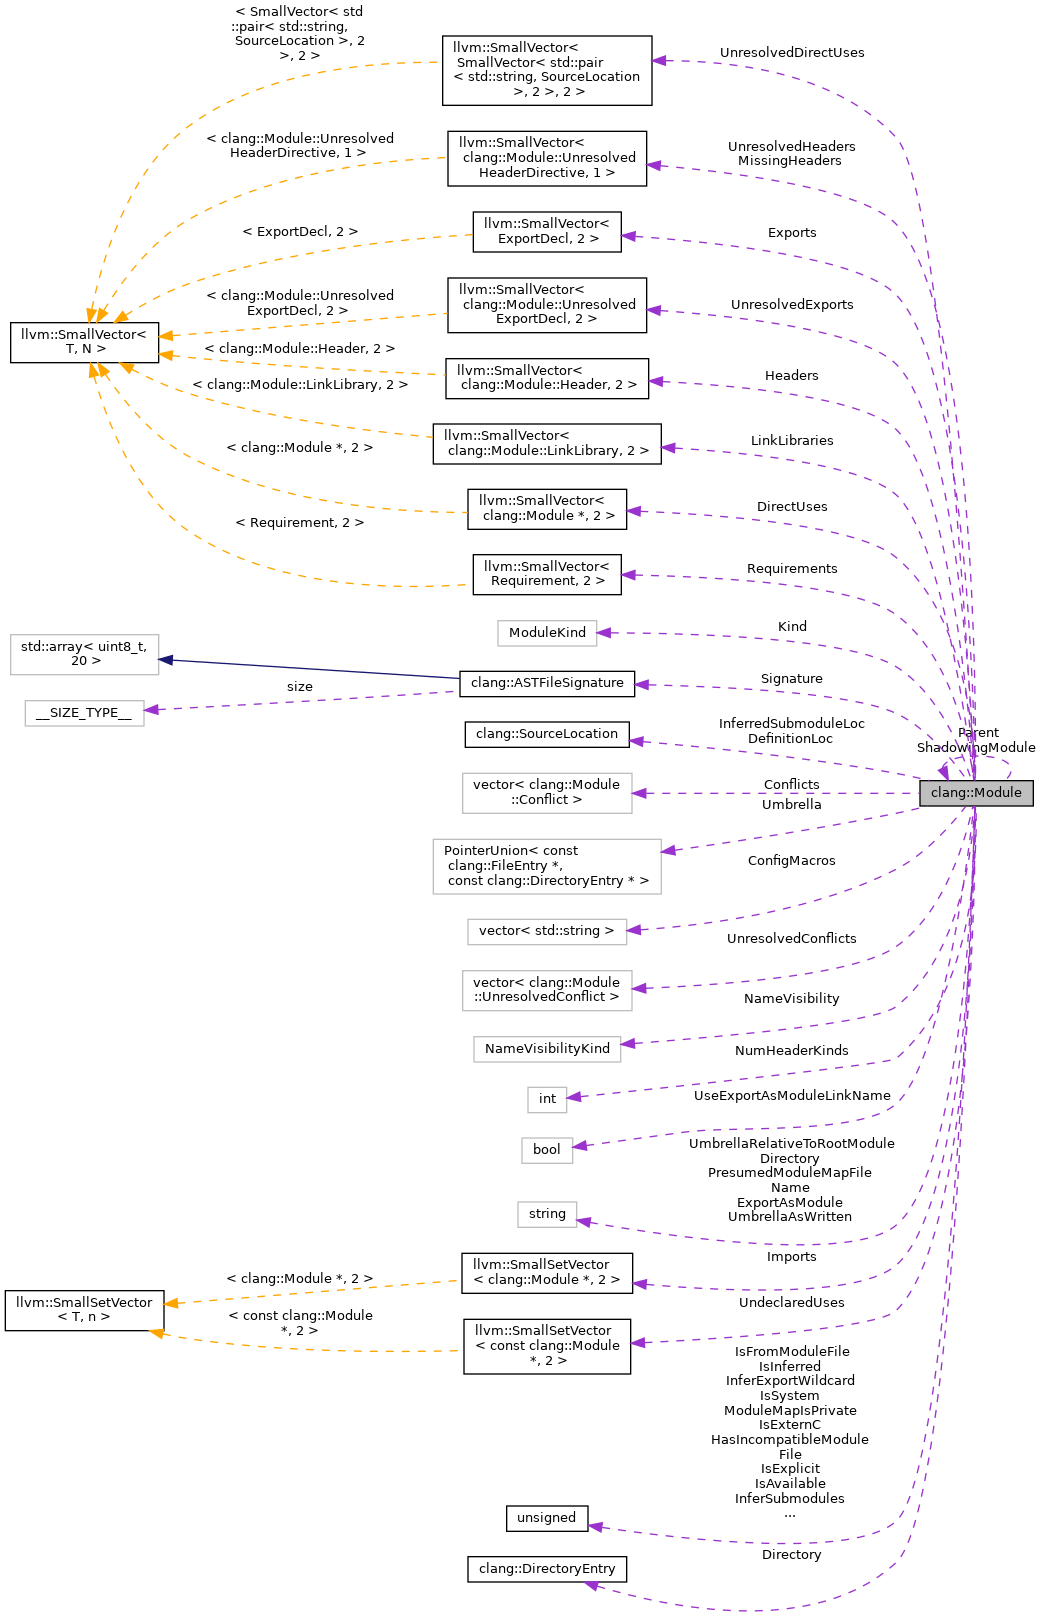 < SmallVector< std
::pair< std::string,
SourceLocation >, 2
>, 2 >
llvm::SmallVector<
SmallVector< std::pair
< std::string, SourceLocation
>, 2 >, 2 >
UnresolvedDirectUses
< clang::Module::Unresolved
HeaderDirective, 1 >
llvm::SmallVector<
clang::Module::Unresolved
HeaderDirective, 1 >
UnresolvedHeaders
MissingHeaders
< ExportDecl, 2 >
llvm::SmallVector<
ExportDecl, 2 >
Exports
< clang::Module::Unresolved
ExportDecl, 2 >
llvm::SmallVector<
clang::Module::Unresolved
ExportDecl, 2 >
UnresolvedExports
llvm::SmallVector<
T, N >
< clang::Module::Header, 2 >
llvm::SmallVector<
clang::Module::Header, 2 >
Headers
< clang::Module::LinkLibrary, 2 >
llvm::SmallVector<
clang::Module::LinkLibrary, 2 >
LinkLibraries
< clang::Module *, 2 >
llvm::SmallVector<
clang::Module *, 2 >
DirectUses
< Requirement, 2 >
llvm::SmallVector<
Requirement, 2 >
Requirements
ModuleKind
Kind
std::array< uint8_t,
20 >
clang::ASTFileSignature
Signature
size
__SIZE_TYPE__
clang::SourceLocation
InferredSubmoduleLoc
DefinitionLoc
Parent
ShadowingModule
clang::Module
vector< clang::Module
::Conflict >
Conflicts
Umbrella
PointerUnion< const
clang::FileEntry *,
const clang::DirectoryEntry * >
ConfigMacros
vector< std::string >
UnresolvedConflicts
vector< clang::Module
::UnresolvedConflict >
NameVisibility
NameVisibilityKind
NumHeaderKinds
int
UseExportAsModuleLinkName
bool
UmbrellaRelativeToRootModule
Directory
PresumedModuleMapFile
Name
ExportAsModule
UmbrellaAsWritten
string
Imports
llvm::SmallSetVector
< clang::Module *, 2 >
< clang::Module *, 2 >
llvm::SmallSetVector
< T, n >
< const clang::Module
*, 2 >
llvm::SmallSetVector
< const clang::Module
*, 2 >
UndeclaredUses
IsFromModuleFile
IsInferred
InferExportWildcard
IsSystem
ModuleMapIsPrivate
IsExternC
HasIncompatibleModule
File
IsExplicit
IsAvailable
InferSubmodules
...
unsigned
Directory
clang::DirectoryEntry